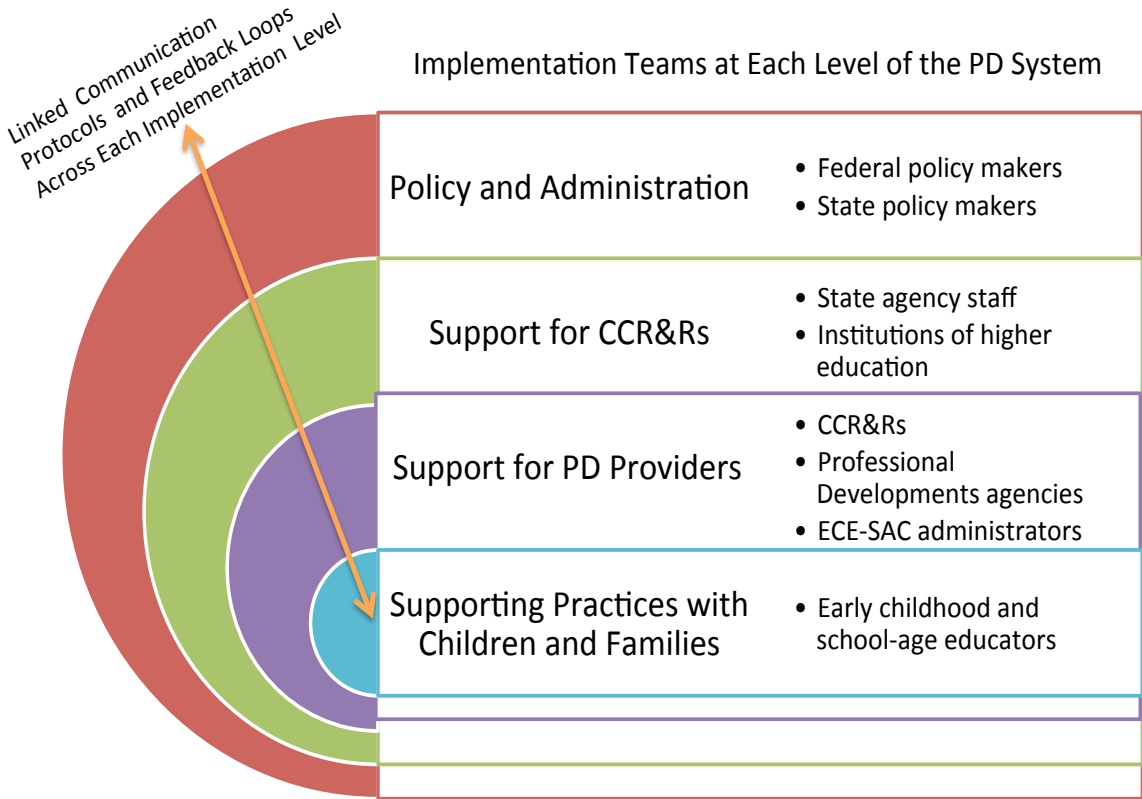 Linked Communication
Protocols and Feedback Loops
Across Each Implementation Level
Implementation Teams at Each Level of the PD System
Policy and Administration
• Federal policy makers
• State policy makers
Support for CCR&Rs
• State agency staff
• Institutions of higher
education
Support for PD Providers
• CCR&Rs
• Professional
Developments agencies
• ECE-SAC administrators
Supporting Practices with
Children and Families
• Early childhood and
school-age educators